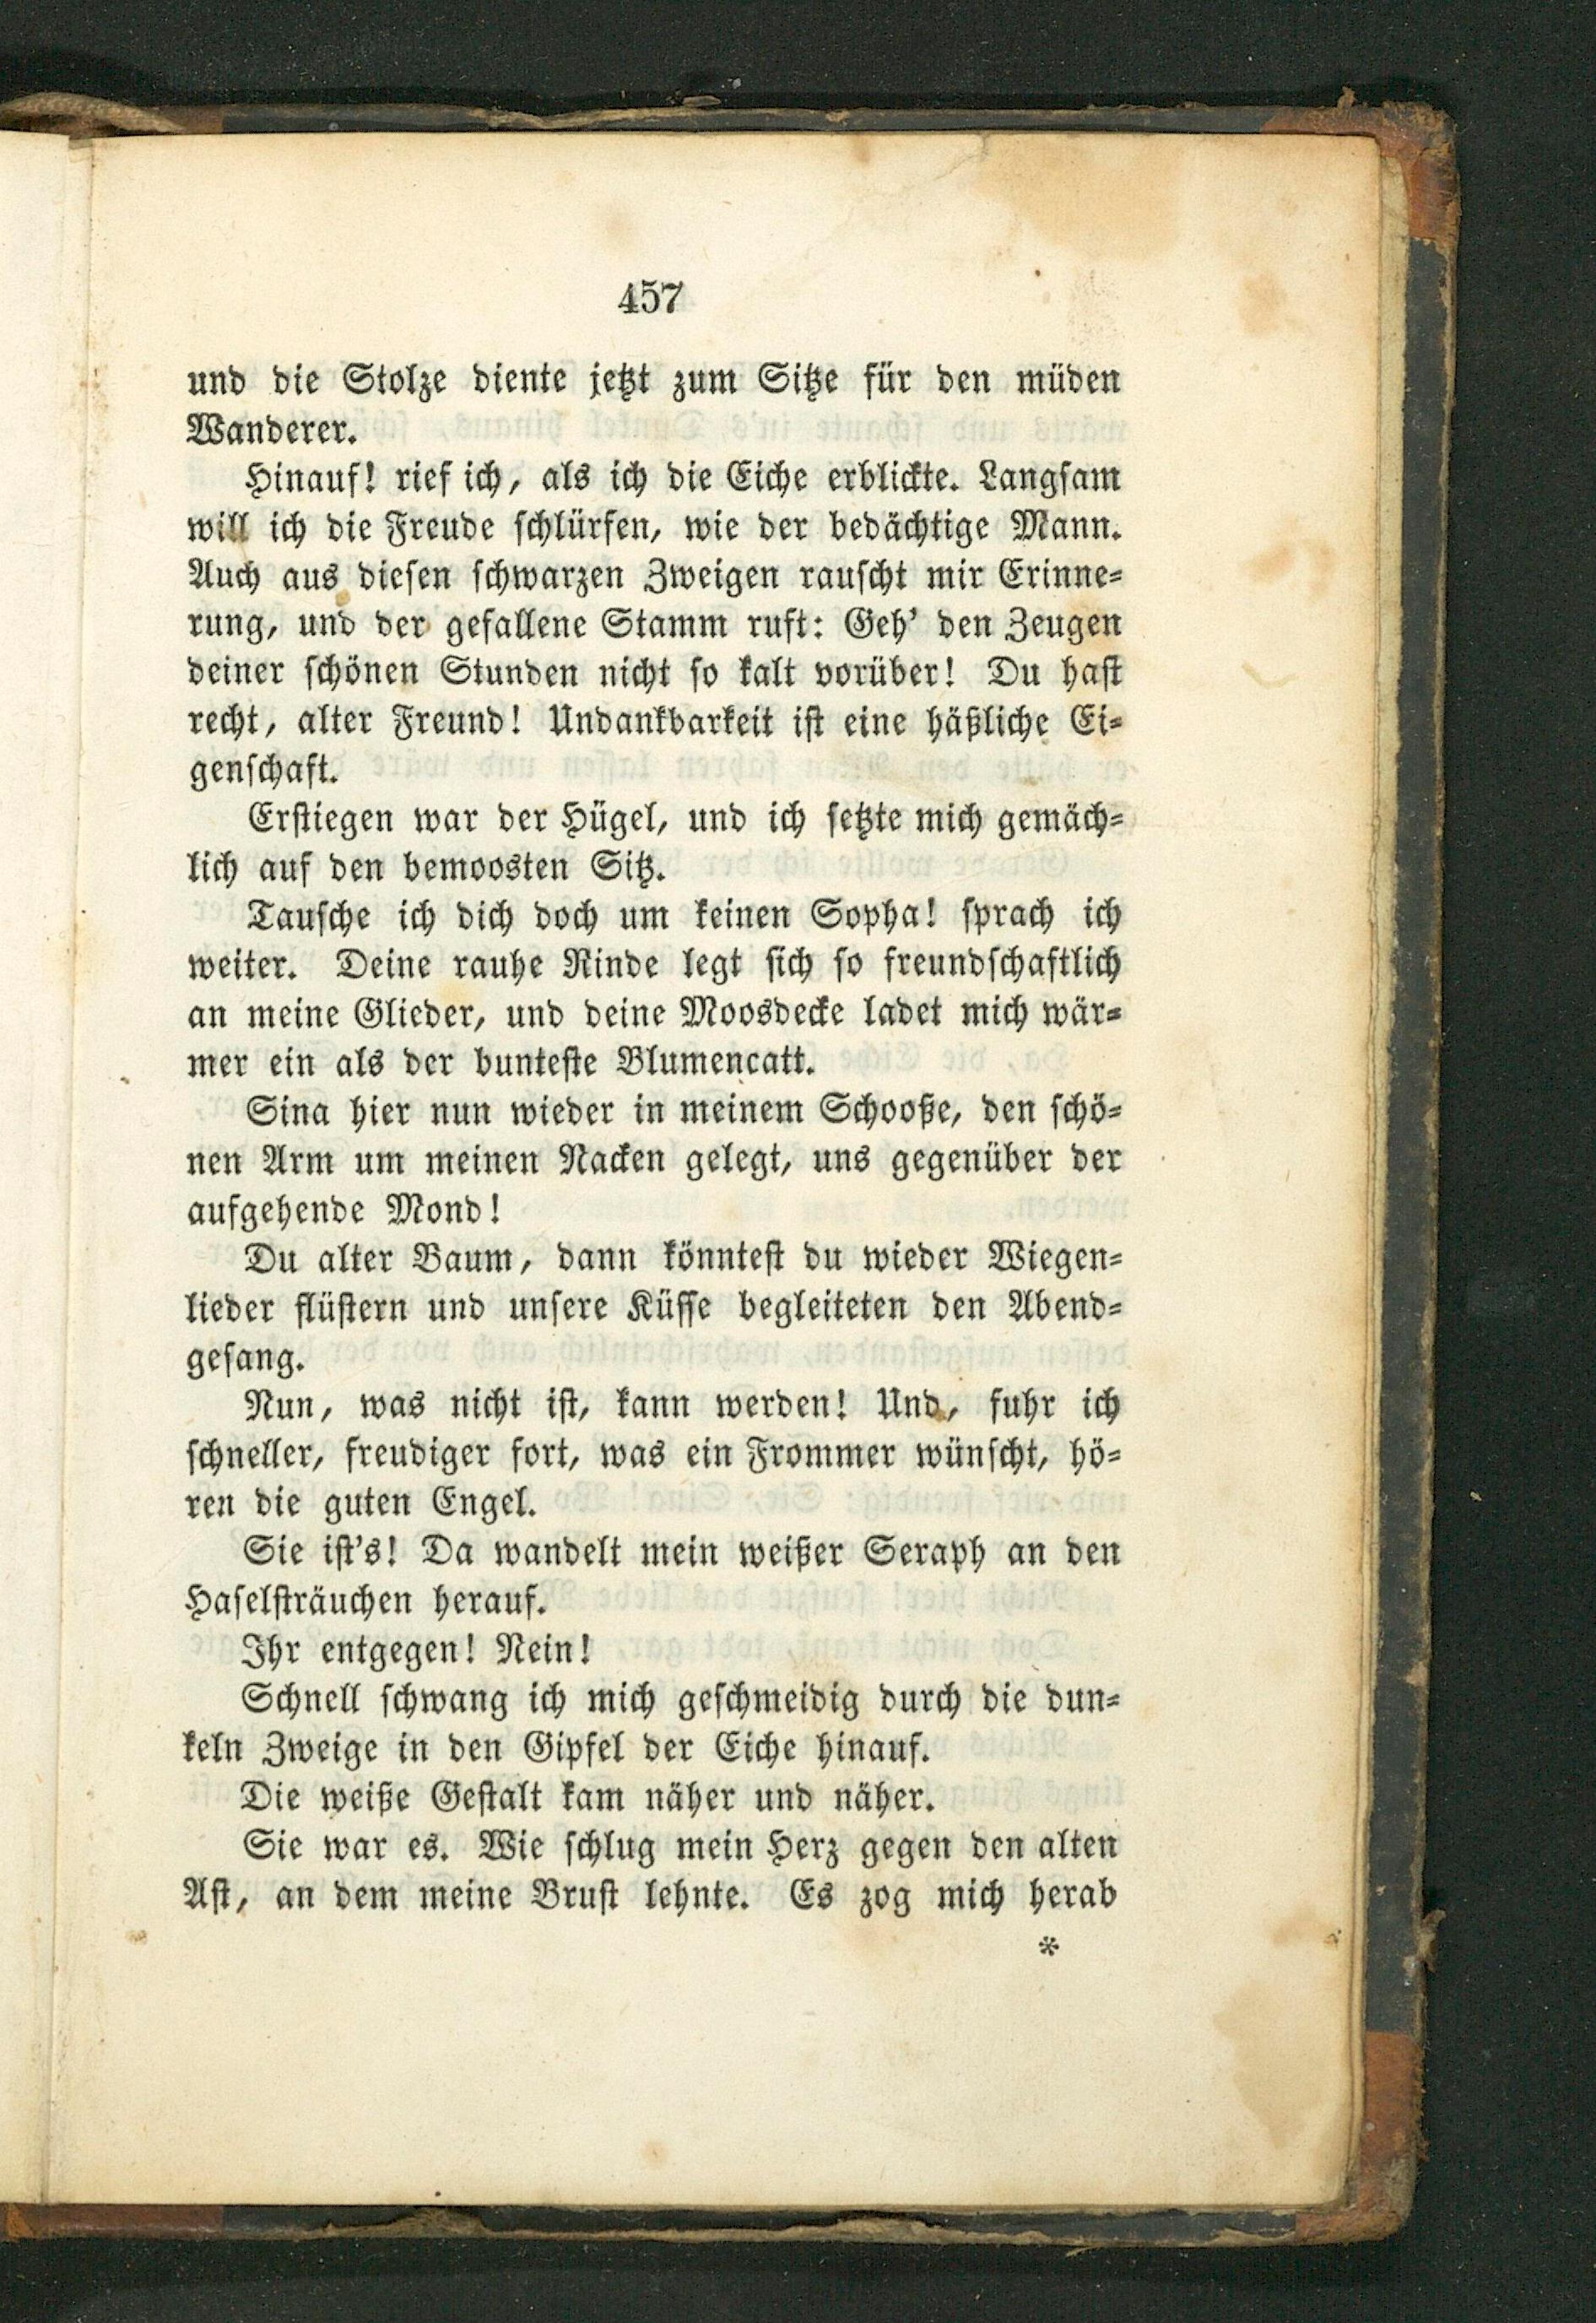 457
und die Stolze diente jetzt zum Sitze für den müden
Wanderer.
Hinauf! rief ich, als ich die Eiche erblickte. Langsam
will ich die Freude schlürfen, wie der bedächtige Mann.
Auch aus diesen schwarzen Zweigen rauscht mir Erinne-
rung, und der gefallene Stamm ruft: Geh' den Zeugen
deiner schönen Stunden nicht so kalt vorüber! Du hast
recht, alter Freund! Undankbarkeit ist eine häßliche Ei-
genschaft.
Erstiegen war der Hügel, und ich setzte mich gemäch-
lich auf den bemoosten Sitz.
Tausche ich dich doch um keinen Sopha! sprach ich
weiter. Deine rauhe Rinde legt sich so freundschaftlich
an meine Glieder, und deine Moosdecke ladet mich wär-
mer ein als der bunteste Blumencatt.
Sina hier nun wieder in meinem Schooße, den schö-
nen Arm um meinen Nacken gelegt, uns gegenüber der
aufgehende Mond!
Du alter Baum, dann könntest du wieder Wiegen-
lieder flüstern und unsere Küsse begleiteten den Abend-
gesang.
Nun, was nicht ist, kann werden! Und, fuhr ich
schneller, freudiger fort, was ein Frommer wünscht, hö-
ren die guten Engel.
Sie ist's! Da wandelt mein weißer Seraph an den
Haselsträuchen herauf.
Ihr entgegen! Nein!
Schnell schwang ich mich geschmeidig durch die dun-
keln Zweige in den Gipfel der Eiche hinauf.
Die weiße Gestalt kam näher und näher.
Sie war es. Wie schlug mein Herz gegen den alten
Ast, an dem meine Brust lehnte. Es zog mich herab
*